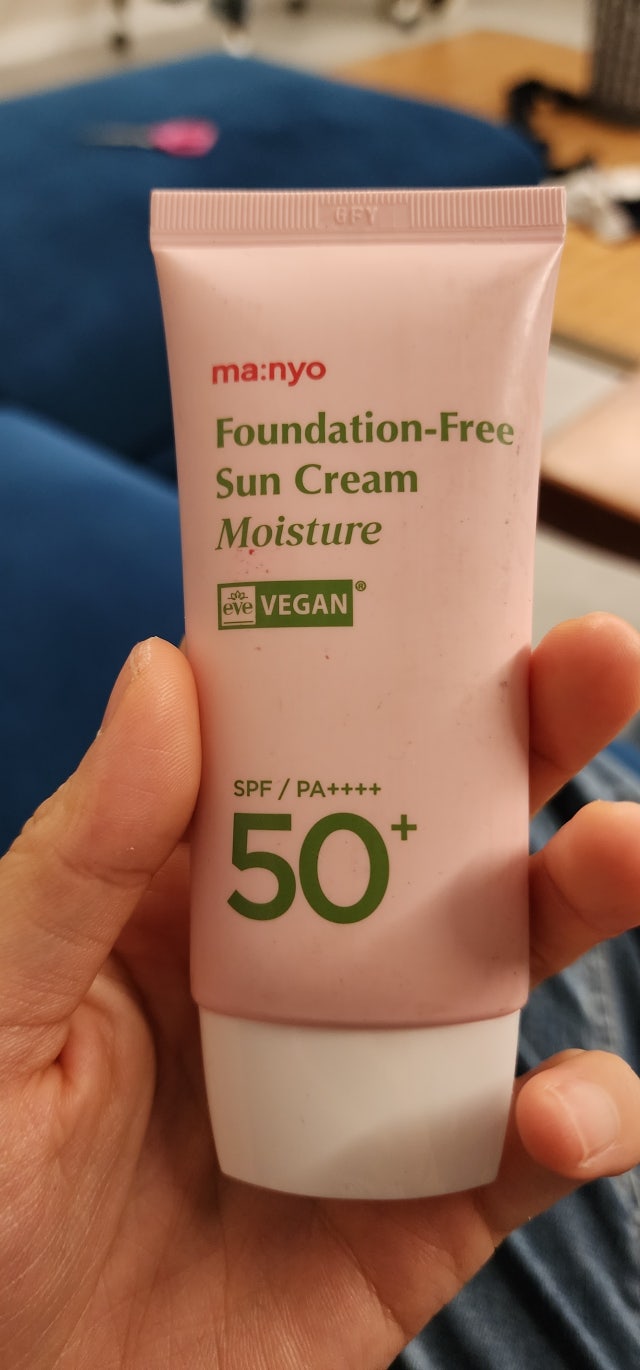 GFY
ma:nyo
Foundation-Free
Sun Cream
Moisture
eve VEGAN®
SPF / PA++++
50+